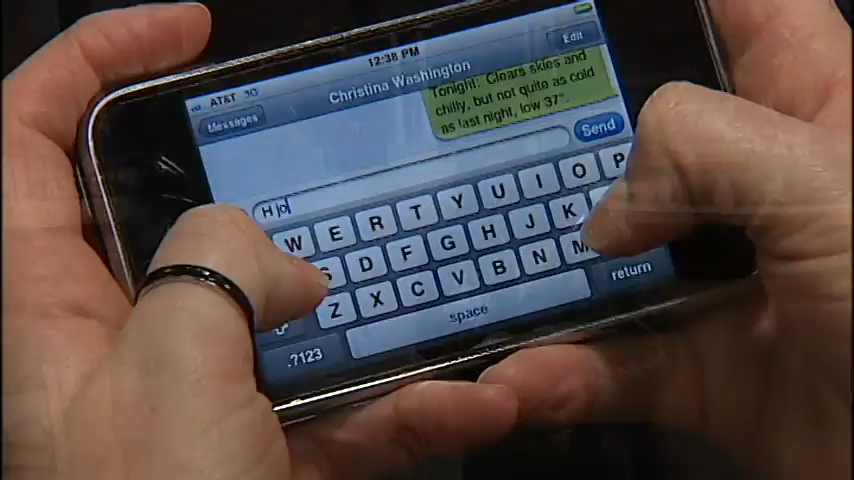 AT&T 3G
12:38 PM
Messages
Christina Washington
Edit
Tonight: Clears skies and
chilly, but not quite as cold
as last night, low 37°.
H jo
Send
W E R T Y U I O P
S D F G H J K
Z X C V B N M
.?123
space
return